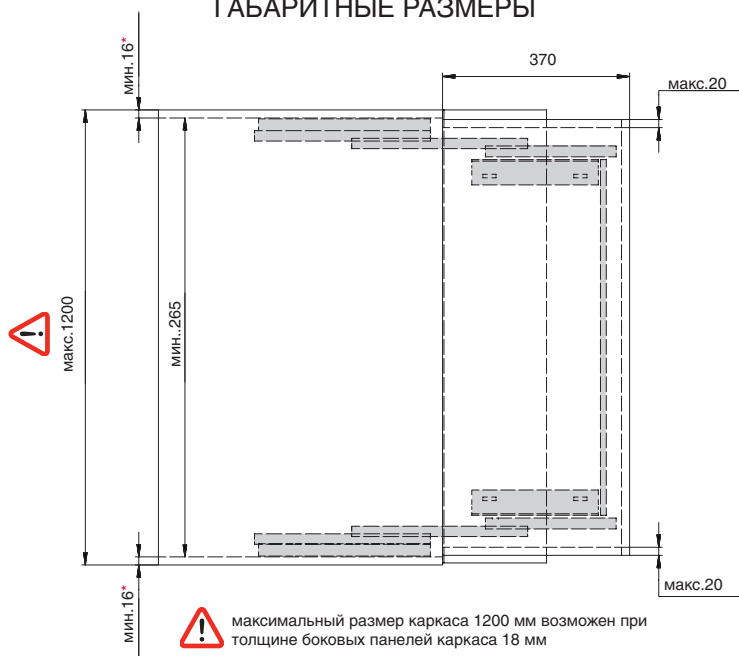 ГАБАРИТНЫЕ РАЗМЕРЫ
мин.16*
370
макс.20
макс.1200
мин..265
мин.16*
макс.20
максимальный размер каркаса 1200 мм возможен при
толщине боковых панелей каркаса 18 мм